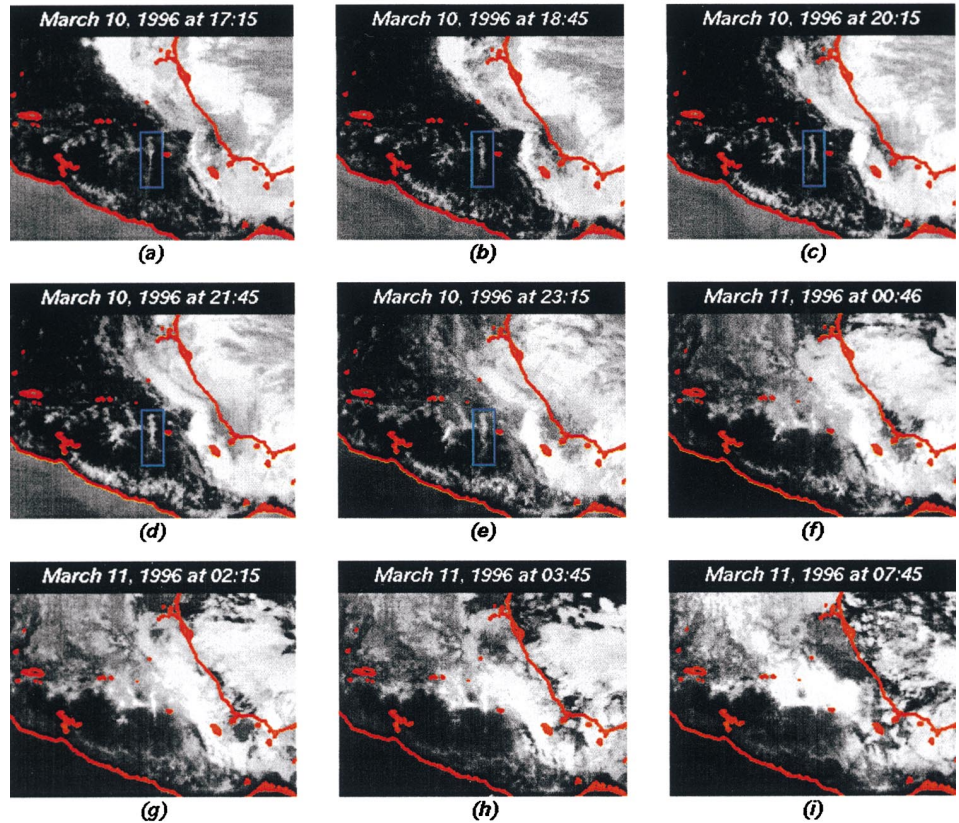 March 10, 1996 at 17:15
March 10, 1996 at 18:45
March 10, 1996 at 20:15
(a)
(b)
(c)
March 10, 1996 at 21:45
March 10, 1996 at 23:15
March 11, 1996 at 00:46
(d)
(e)
(f)
March 11, 1996 at 02:15
March 11, 1996 at 03:45
March 11, 1996 at 07:45
(g)
(h)
(i)